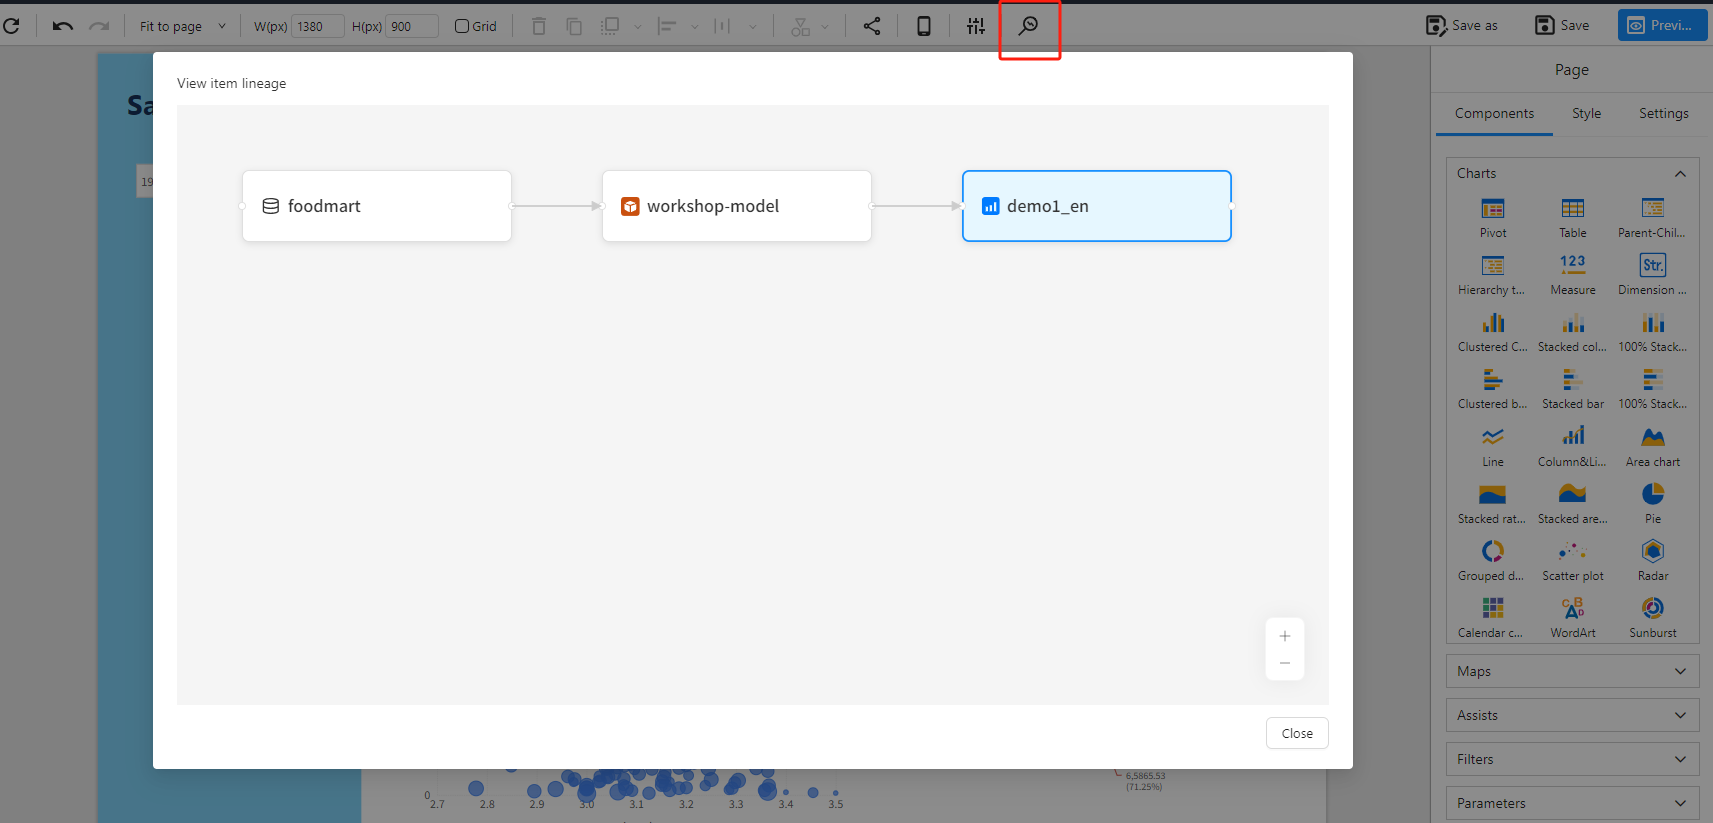 Fit to page W(px) 1380 H(px) 900 Grid Save as Save Previ...
View item lineage
Sa
19
foodmart workshop-model demo1_en
Close
0
2.7 2.8 2.9 3.0 3.1 3.2 3.3 3.4 3.5
6,5865.53
(71.25%)
Page
Components Style Settings
Charts
Pivot Table Parent-Chil...
123 Str.
Hierarchy t... Measure Dimension ...
Clustered C... Stacked col... 100% Stack...
Clustered b... Stacked bar 100% Stack...
Line Column&Li... Area chart
Stacked rat... Stacked are... Pie
Grouped d... Scatter plot Radar
Calendar c... WordArt Sunburst
Maps
Assists
Filters
Parameters